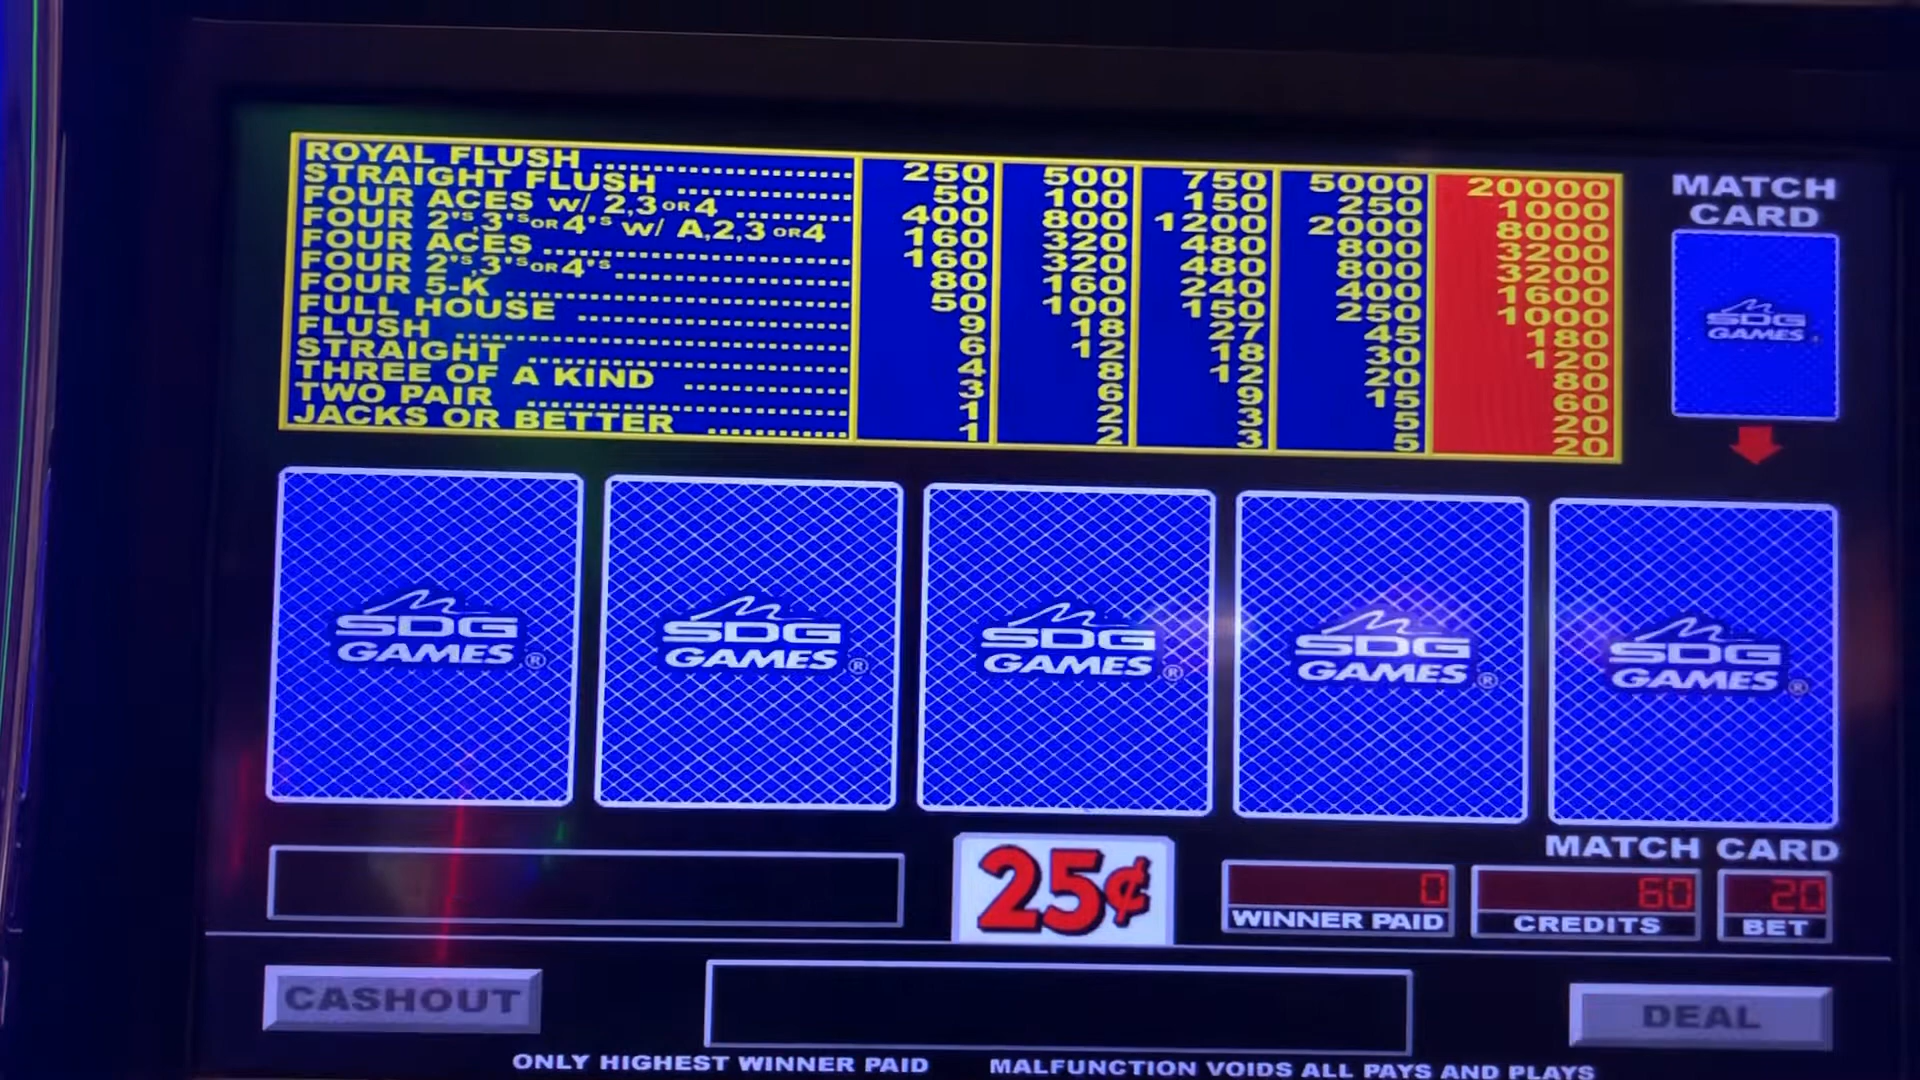 ROYAL FLUSH .................... 250 500 750 5000 20000
STRAIGHT FLUSH ............. 50 100 150 250 1000
FOUR ACES w/ 2,3 OR 4 ......... 400 800 1200 2000 8000
FOUR 2's,3's OR 4's w/ A,2,3 OR 4 160 320 480 800 3200
FOUR ACES ........................ 160 320 480 800 3200
FOUR 2's,3's OR 4's .................. 80 160 240 400 1600
FOUR 5-K ........................... 50 100 150 250 1000
FULL HOUSE ..................... 9 18 27 45 180
FLUSH .............................. 6 12 18 30 120
STRAIGHT ........................ 4 8 12 20 80
THREE OF A KIND ............ 3 6 9 15 60
TWO PAIR ........................ 1 2 3 5 20
JACKS OR BETTER .......... 1 2 3 5 20
MATCH
CARD
SDG
GAMES
SDG
GAMES®
SDG
GAMES®
SDG
GAMES®
SDG
GAMES®
SDG
GAMES®
MATCH CARD
25¢
0
WINNER PAID
60
CREDITS
20
BET
CASHOUT
DEAL
ONLY HIGHEST WINNER PAID
MALFUNCTION VOIDS ALL PAYS AND PLAYS